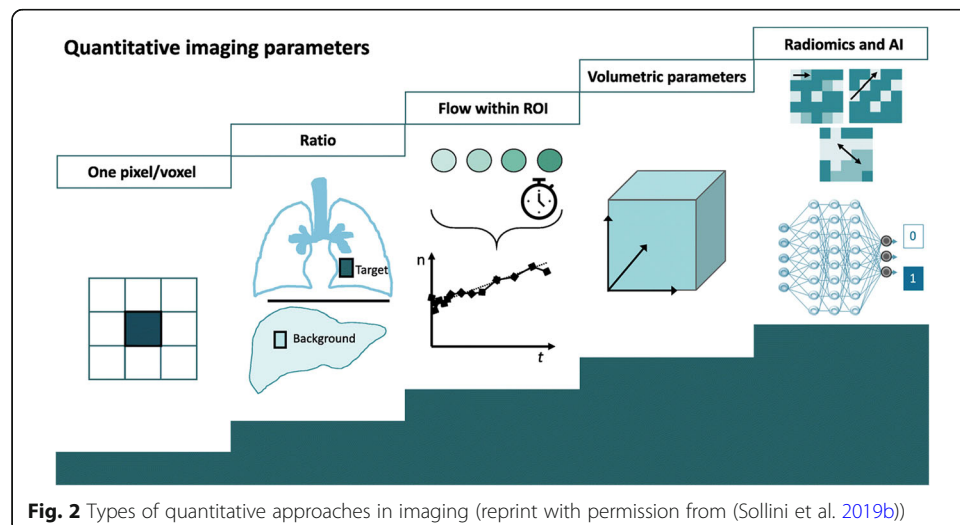 Quantitative imaging parameters
One pixel/voxel
Ratio
Flow within ROI
Volumetric parameters
Radiomics and AI
Target
Background
n
t
0
1
Fig. 2 Types of quantitative approaches in imaging (reprint with permission from (Sollini et al. 2019b))